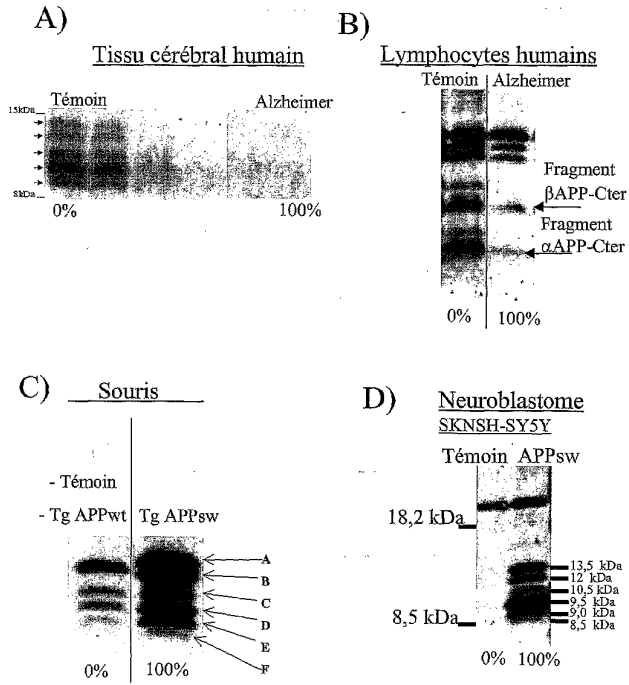 A)
Tissu cérébral humain
15kDa
Témoin
Alzheimer
8kDa
0%
100%
B)
Lymphocytes humains
Témoin
Alzheimer
Fragment
βAPP-Cter
Fragment
αAPP-Cter
0%
100%
C)
Souris
- Témoin
- Tg APPwt
Tg APPsw
A
B
C
D
E
F
0%
100%
D)
Neuroblastome
SKNSH-SY5Y
Témoin
APPsw
18,2 kDa
8,5 kDa
13,5 kDa
12 kDa
10,5 kDa
9,5 kDa
9,0 kDa
8,5 kDa
0%
100%